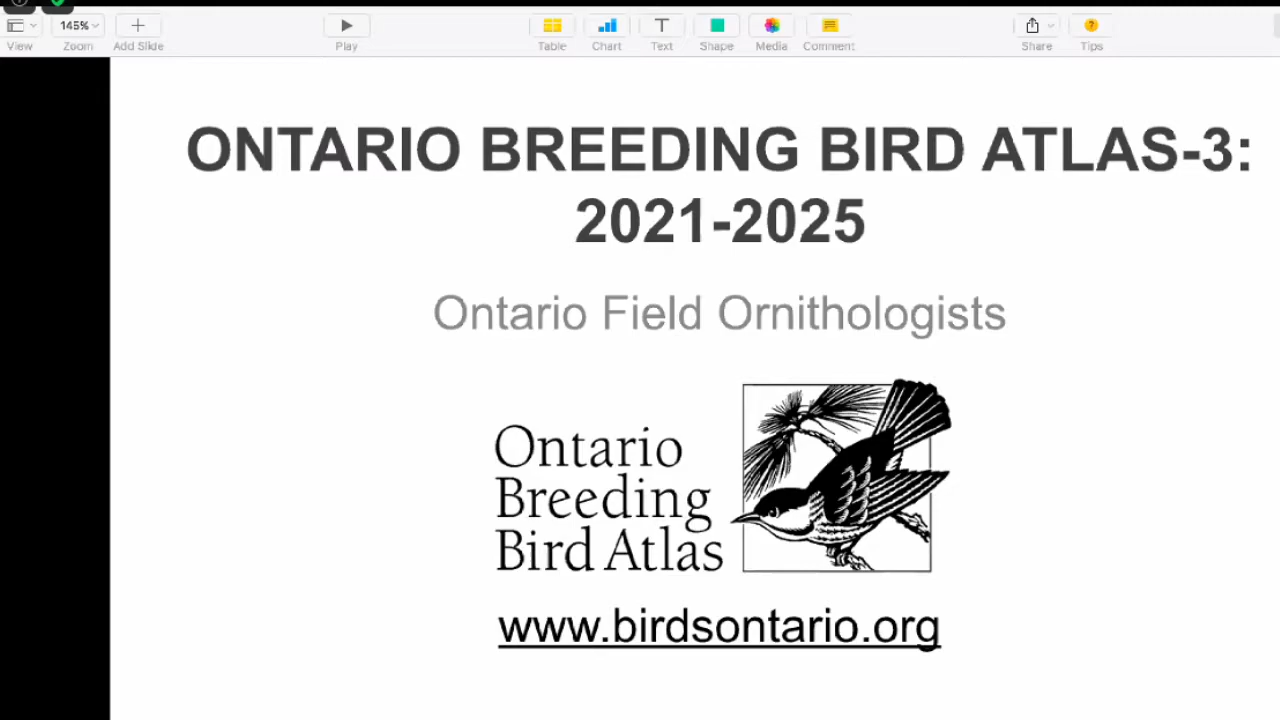 145%
View
Zoom
Add Slide
Play
Table
Chart
Text
Shape
Media
Comment
Share
Tips
ONTARIO BREEDING BIRD ATLAS-3:
2021-2025
Ontario Field Ornithologists
Ontario
Breeding
Bird Atlas
www.birdsontario.org